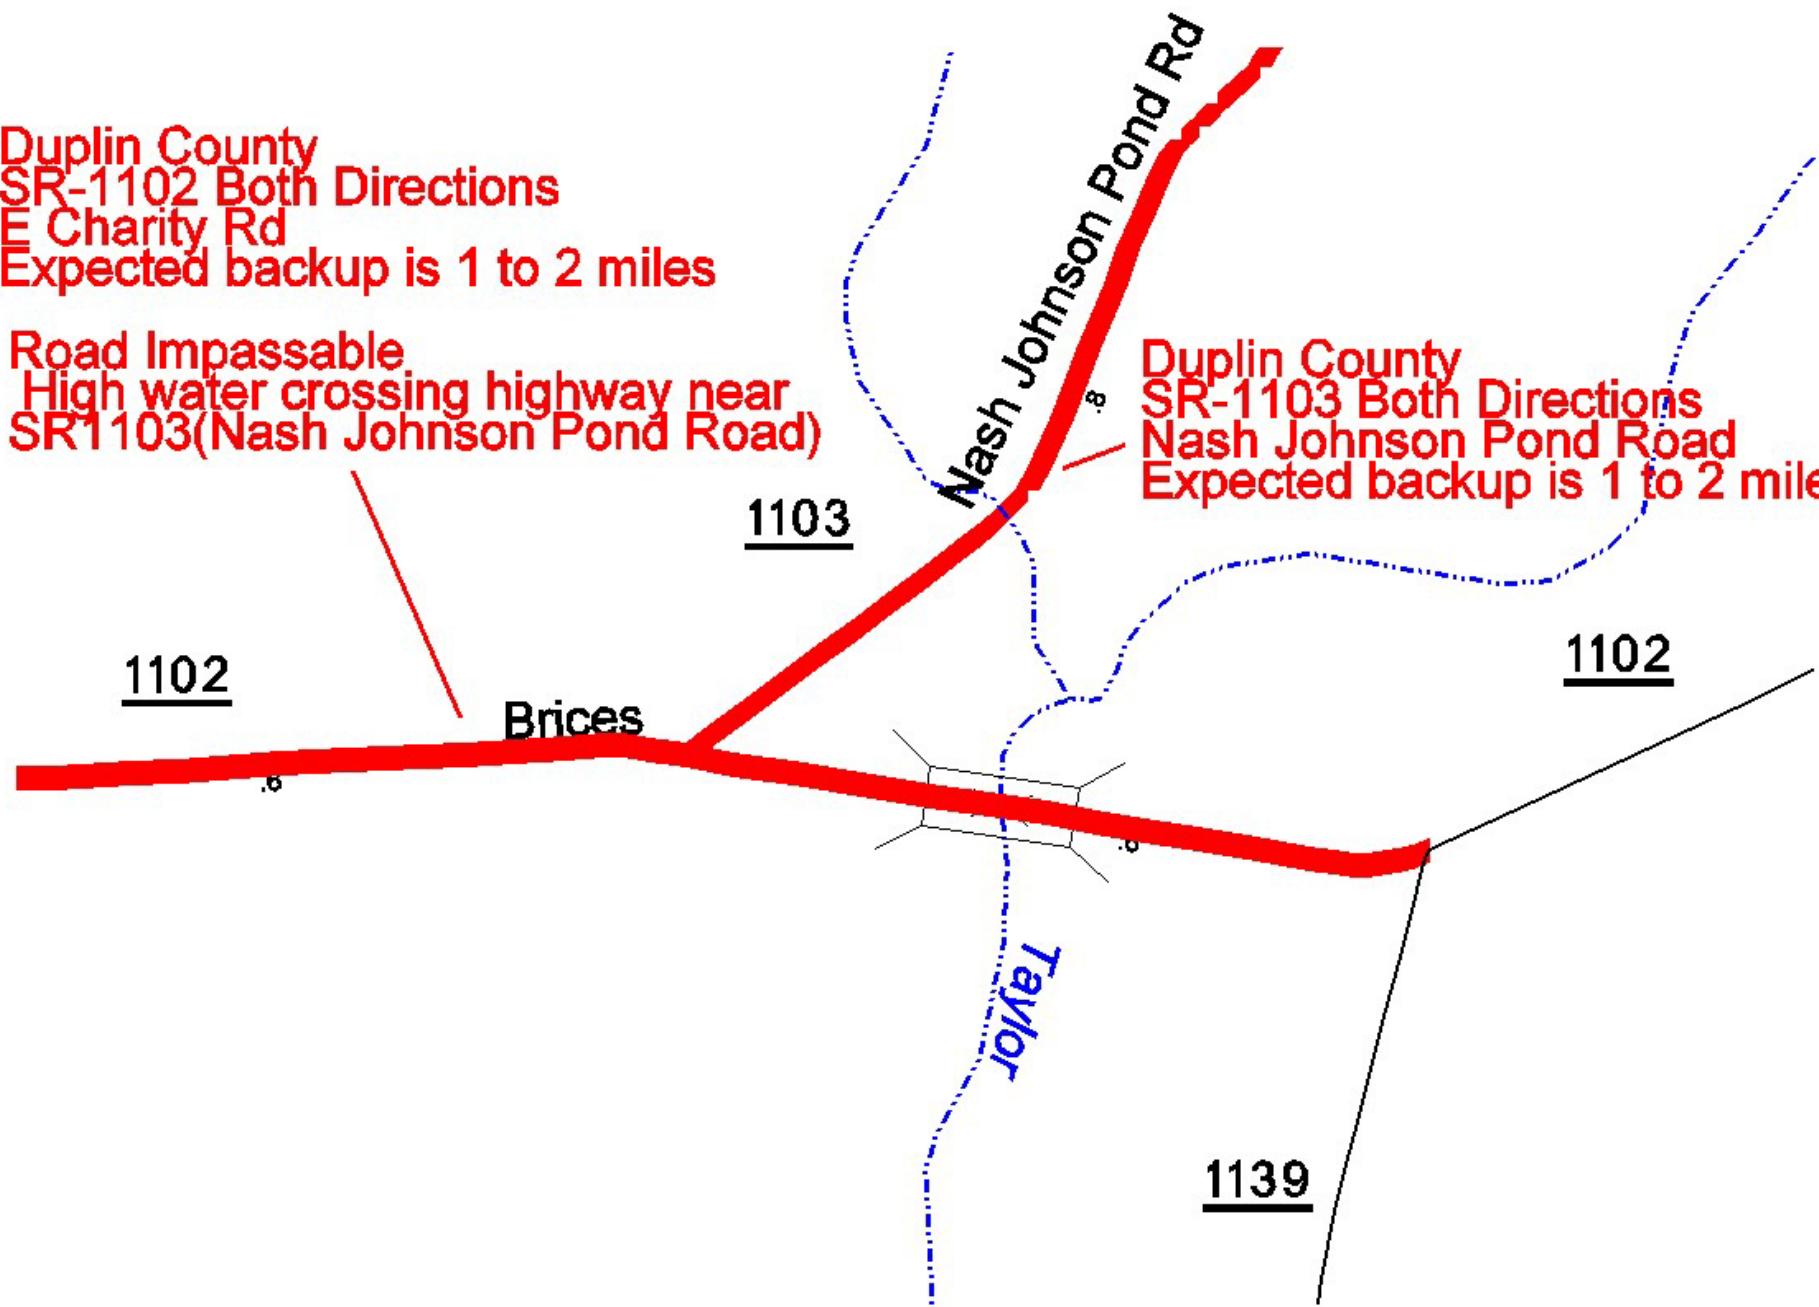 Nash Johnson Pond Rd
Duplin County
SR-1102 Both Directions
E Charity Rd
Expected backup is 1 to 2 miles
Road Impassable
High water crossing highway near
SR1103(Nash Johnson Pond Road)
Duplin County
SR-1103 Both Directions
Nash Johnson Pond Road
Expected backup is 1 to 2 mile
.8
1103
1102
1102
Brices
Taylor
1139